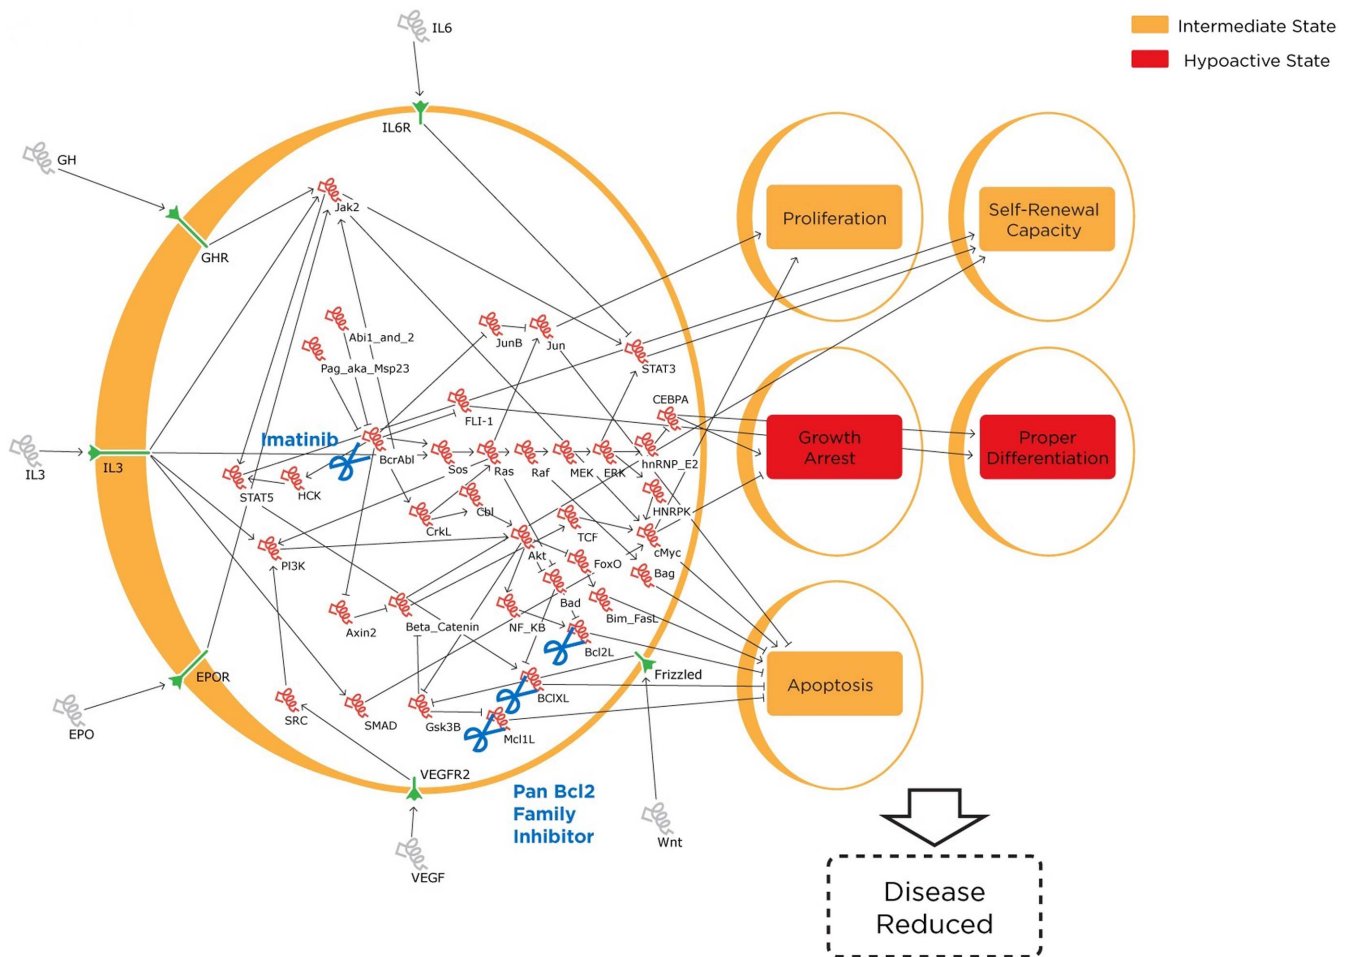 IL6
Intermediate State
Hypoactive State
IL6R
GH
Jak2
GHR
Proliferation
Self-Renewal
Capacity
Abi1_and_2
JunB
Jun
Pag_aka_Msp23
STAT3
CEBPA
FLI-1
Imatinib
BcrAbl
Growth
Arrest
Proper
Differentiation
IL3
IL3
Sos
Ras
Raf
MEK
ERK
hnRNP_E2
STAT5
HCK
HNRPK
Cbl
CrkL
TCF
cMyc
Akt
PI3K
FoxO
Bag
Bad
Bim_FasL
Axin2
Beta_Catenin
NF_KB
Bcl2L
EPOR
Frizzled
Apoptosis
BClXL
SRC
SMAD
Gsk3B
Mcl1L
EPO
VEGFR2
Pan Bcl2
Family
Inhibitor
Wnt
VEGF
Disease
Reduced